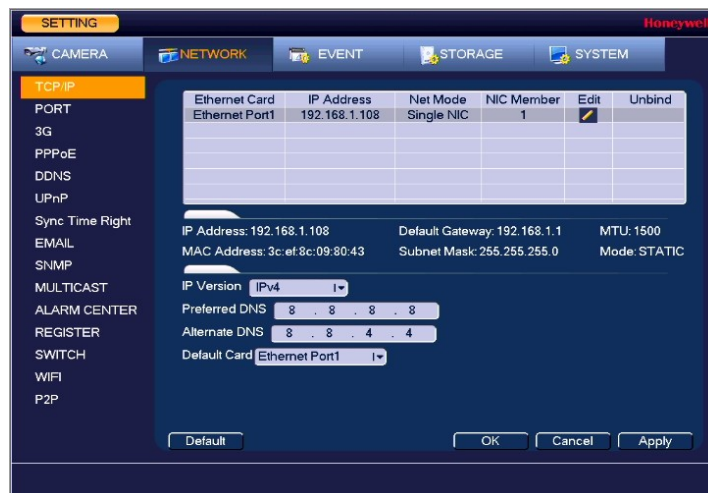 SETTING
Honeywell
CAMERA NETWORK EVENT STORAGE SYSTEM
TCP/IP
PORT
3G
PPPoE
DDNS
UPnP
Sync Time Right
EMAIL
SNMP
MULTICAST
ALARM CENTER
REGISTER
SWITCH
WIFI
P2P
Ethernet Card IP Address Net Mode NIC Member Edit Unbind
Ethernet Port1 192.168.1.108 Single NIC 1
IP Address: 192.168.1.108 Default Gateway: 192.168.1.1 MTU: 1500
MAC Address: 3c:ef:8c:09:80:43 Subnet Mask: 255.255.255.0 Mode: STATIC
IP Version IPv4
Preferred DNS 8 . 8 . 8 . 8
Alternate DNS 8 . 8 . 4 . 4
Default Card Ethernet Port1
Default OK Cancel Apply